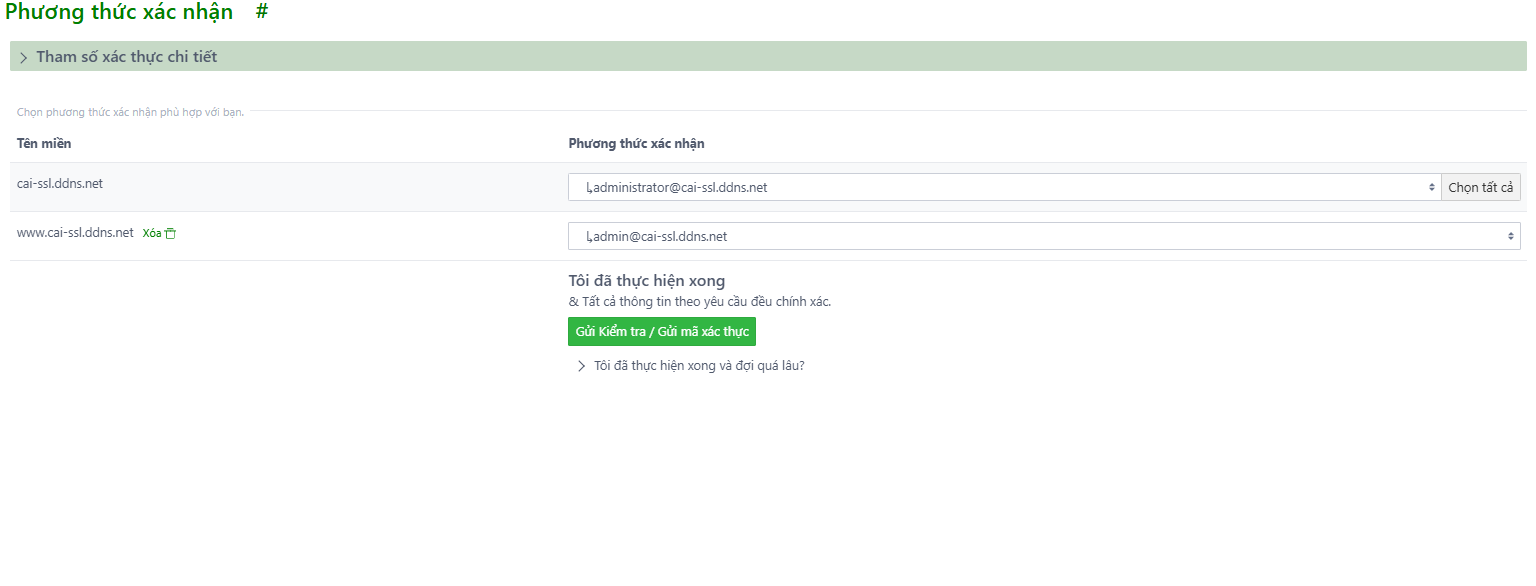 Phương thức xác nhận #
Tham số xác thực chi tiết
Chọn phương thức xác nhận phù hợp với bạn.
Tên miền Phương thức xác nhận
cai-ssl.ddns.net ↳administrator@cai-ssl.ddns.net Chọn tất cả
www.cai-ssl.ddns.net Xóa ↳admin@cai-ssl.ddns.net
Tôi đã thực hiện xong
& Tất cả thông tin theo yêu cầu đều chính xác.
Gửi Kiểm tra / Gửi mã xác thực
Tôi đã thực hiện xong và đợi quá lâu?